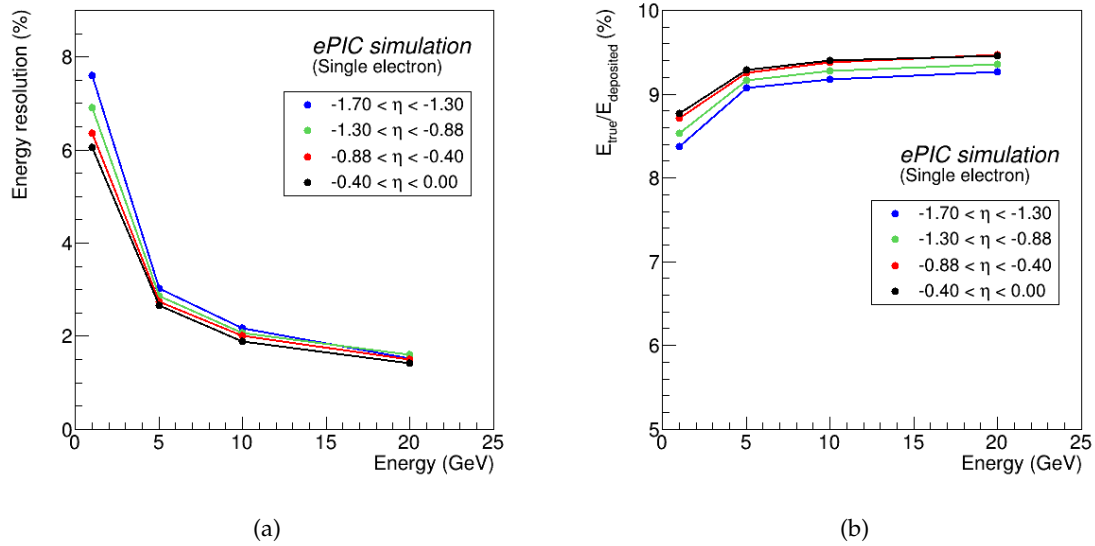 Energy resolution (%)
8
6
4
2
0
0 5 10 15 20 25
Energy (GeV)
ePIC simulation
(Single electron)
-1.70 < η < -1.30
-1.30 < η < -0.88
-0.88 < η < -0.40
-0.40 < η < 0.00
(a)
E_true/E_deposited (%)
10
9
8
7
6
5
0 5 10 15 20 25
Energy (GeV)
ePIC simulation
(Single electron)
-1.70 < η < -1.30
-1.30 < η < -0.88
-0.88 < η < -0.40
-0.40 < η < 0.00
(b)